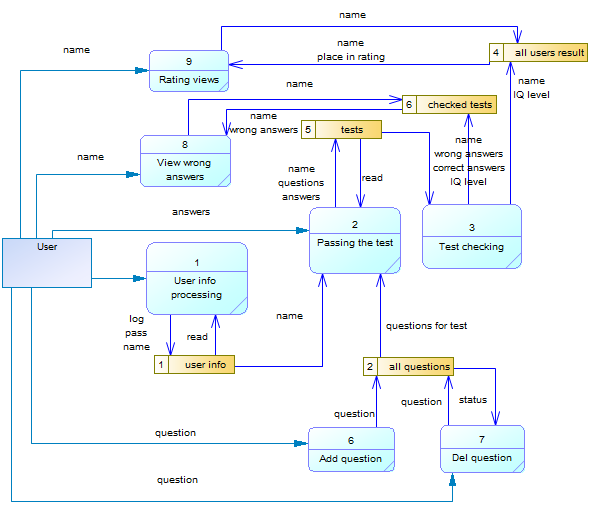 name
name
place in rating
4 all users result
name
9
Rating views
name
IQ level
name
6 checked tests
name
wrong answers
5 tests
8
View wrong
answers
name
wrong answers
correct answers
IQ level
name
name
questions
answers
read
answers
2
Passing the test
3
Test checking
User
1
User info
processing
log
pass
name
read
name
questions for test
1 user info
2 all questions
question
question
status
question
6
Add question
7
Del question
question